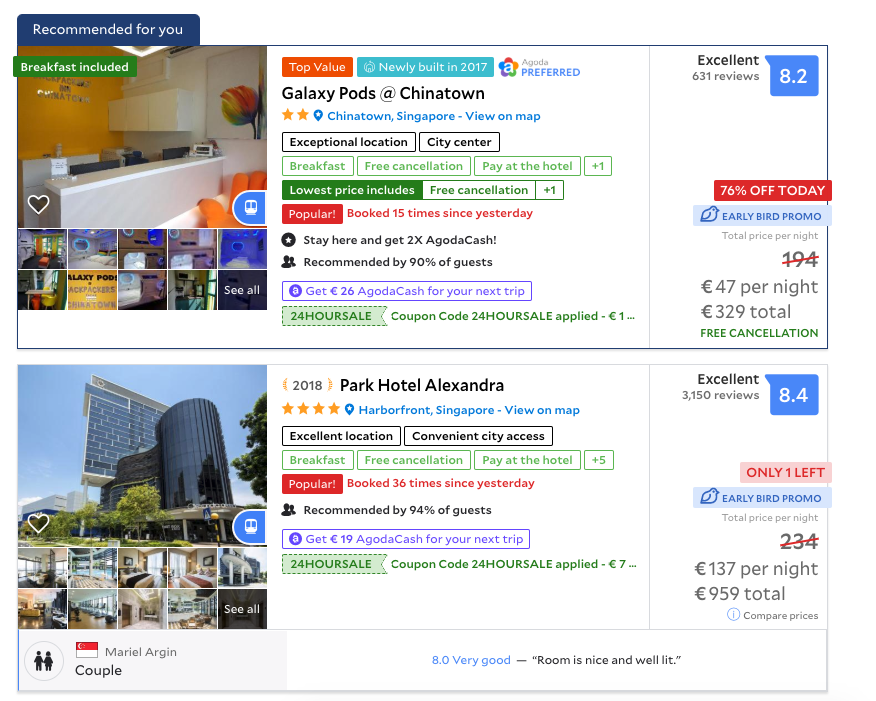 Recommended for you
Breakfast included
Top Value
Newly built in 2017
Agoda
PREFERRED
Galaxy Pods @ Chinatown
Chinatown, Singapore - View on map
Exceptional location
City center
Breakfast
Free cancellation
Pay at the hotel
+1
Lowest price includes
Free cancellation
+1
Popular!
Booked 15 times since yesterday
Stay here and get 2X AgodaCash!
Recommended by 90% of guests
Get € 26 AgodaCash for your next trip
24HOURSALE
Coupon Code 24HOURSALE applied - € 1 ...
See all
Excellent
631 reviews
8.2
76% OFF TODAY
EARLY BIRD PROMO
Total price per night
194
€ 47 per night
€ 329 total
FREE CANCELLATION
2018
Park Hotel Alexandra
Harborfront, Singapore - View on map
Excellent location
Convenient city access
Breakfast
Free cancellation
Pay at the hotel
+5
Popular!
Booked 36 times since yesterday
Recommended by 94% of guests
Get € 19 AgodaCash for your next trip
24HOURSALE
Coupon Code 24HOURSALE applied - € 7 ...
See all
Excellent
3,150 reviews
8.4
ONLY 1 LEFT
EARLY BIRD PROMO
Total price per night
234
€ 137 per night
€ 959 total
Compare prices
Mariel Argin
Couple
8.0 Very good — “Room is nice and well lit.”